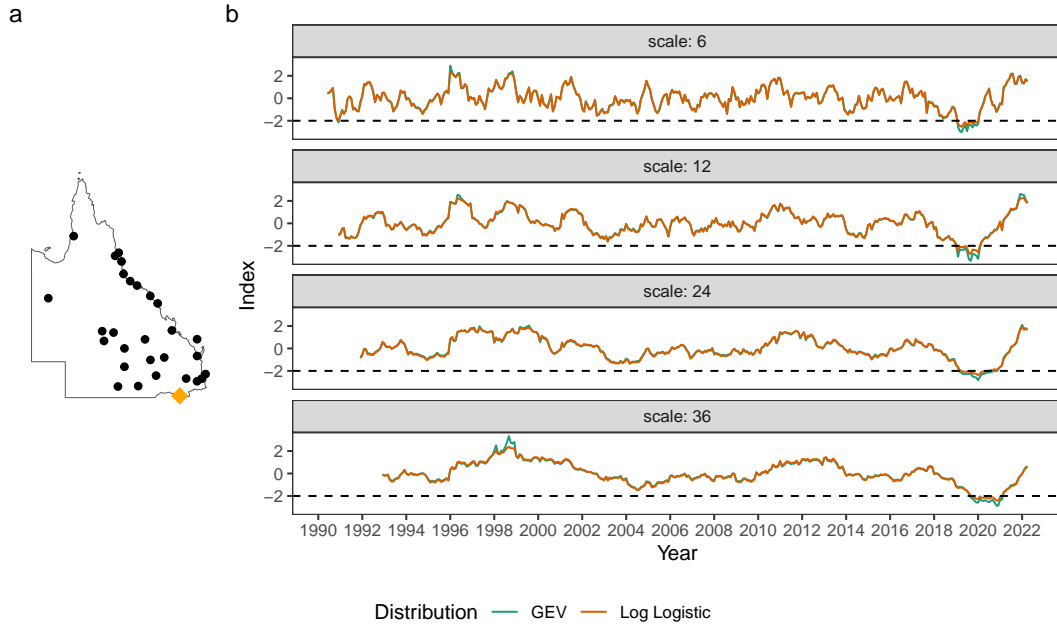 a
b
scale: 6
2
0
−2
scale: 12
2
0
−2
scale: 24
2
0
−2
scale: 36
2
0
−2
Index
1990 1992 1994 1996 1998 2000 2002 2004 2006 2008 2010 2012 2014 2016 2018 2020 2022
Year
Distribution GEV Log Logistic